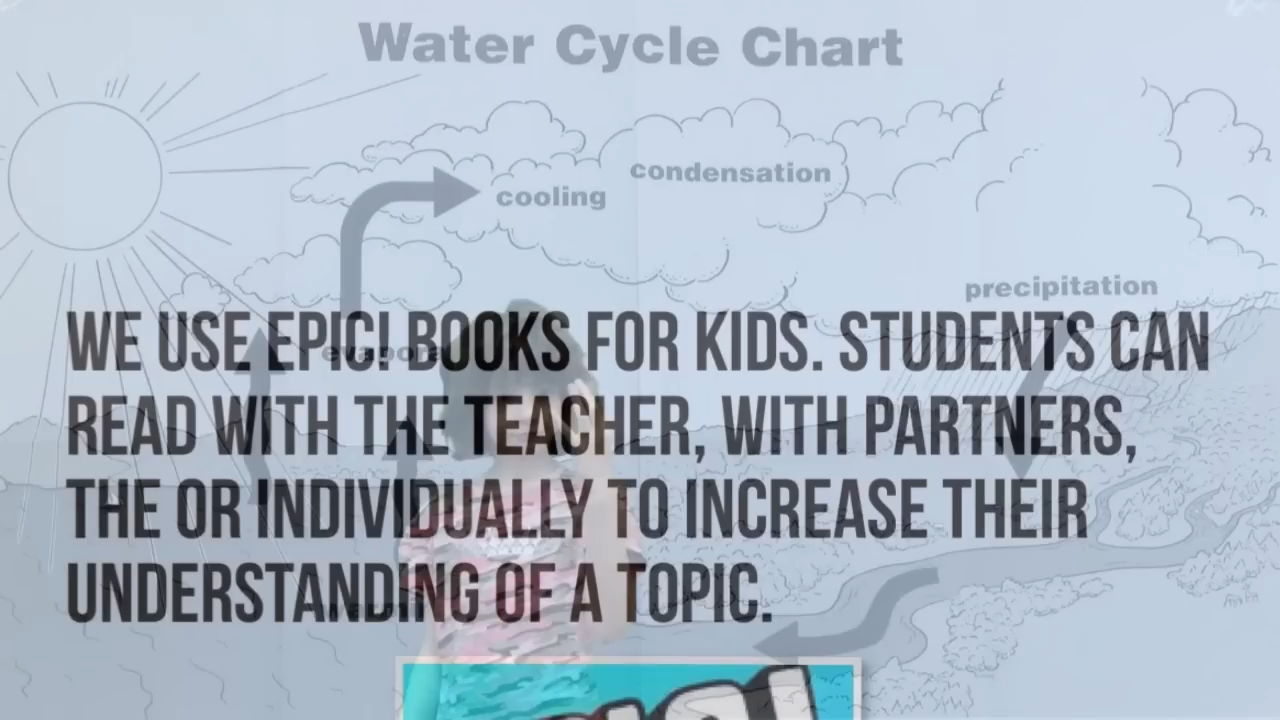 Water Cycle Chart
condensation
cooling
precipitation
WE USE EPIC! BOOKS FOR KIDS. STUDENTS CAN
READ WITH THE TEACHER, WITH PARTNERS,
THE OR INDIVIDUALLY TO INCREASE THEIR
UNDERSTANDING OF A TOPIC.